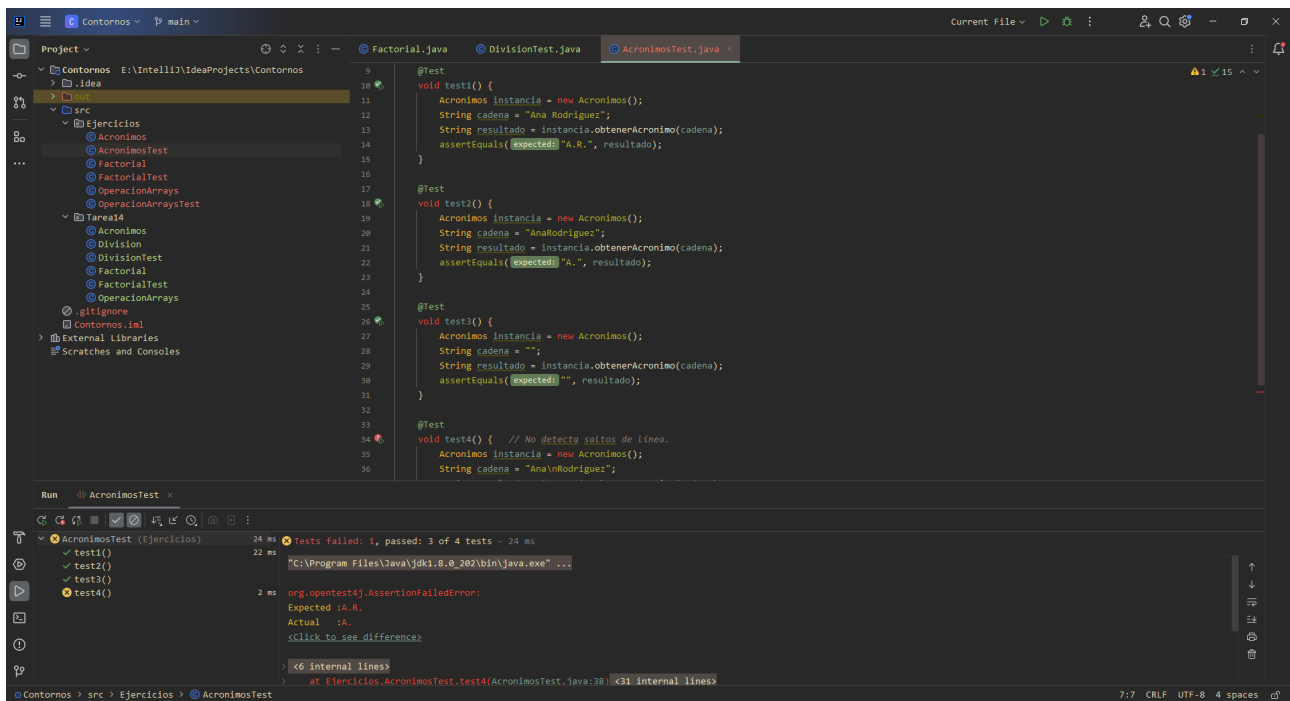 Contornos main Current File
Project
Factorial.java DivisionTest.java AcronimosTest.java
Contornos E:\IntelliJ\IdeaProjects\Contornos
.idea
out
src
Ejercicios
Acronimos
AcronimosTest
Factorial
FactorialTest
OperacionArrays
OperacionArraysTest
Tarea14
Acronimos
Division
DivisionTest
Factorial
FactorialTest
OperacionArrays
.gitignore
Contornos.iml
External Libraries
Scratches and Consoles
1 15
9 @Test
10 void test1() {
11 Acronimos instancia = new Acronimos();
12 String cadena = "Ana Rodriguez";
13 String resultado = instancia.obtenerAcronimo(cadena);
14 assertEquals( expected: "A.R.", resultado);
15 }
16
17 @Test
18 void test2() {
19 Acronimos instancia = new Acronimos();
20 String cadena = "AnaRodriguez";
21 String resultado = instancia.obtenerAcronimo(cadena);
22 assertEquals( expected: "A.", resultado);
23 }
24
25 @Test
26 void test3() {
27 Acronimos instancia = new Acronimos();
28 String cadena = "";
29 String resultado = instancia.obtenerAcronimo(cadena);
30 assertEquals( expected: "", resultado);
31 }
32
33 @Test
34 void test4() { // No detecta saltos de línea.
35 Acronimos instancia = new Acronimos();
36 String cadena = "Ana\nRodriguez";
Run AcronimosTest
AcronimosTest (Ejercicios) 24 ms
test1() 22 ms
test2()
test3()
test4() 2 ms
Tests failed: 1, passed: 3 of 4 tests – 24 ms
"C:\Program Files\Java\jdk1.8.0_202\bin\java.exe" ...
org.opentest4j.AssertionFailedError:
Expected :A.R.
Actual :A.
<Click to see difference>
<6 internal lines>
at Ejercicios.AcronimosTest.test4(AcronimosTest.java:38) <31 internal lines>
Contornos > src > Ejercicios > AcronimosTest 7:7 CRLF UTF-8 4 spaces